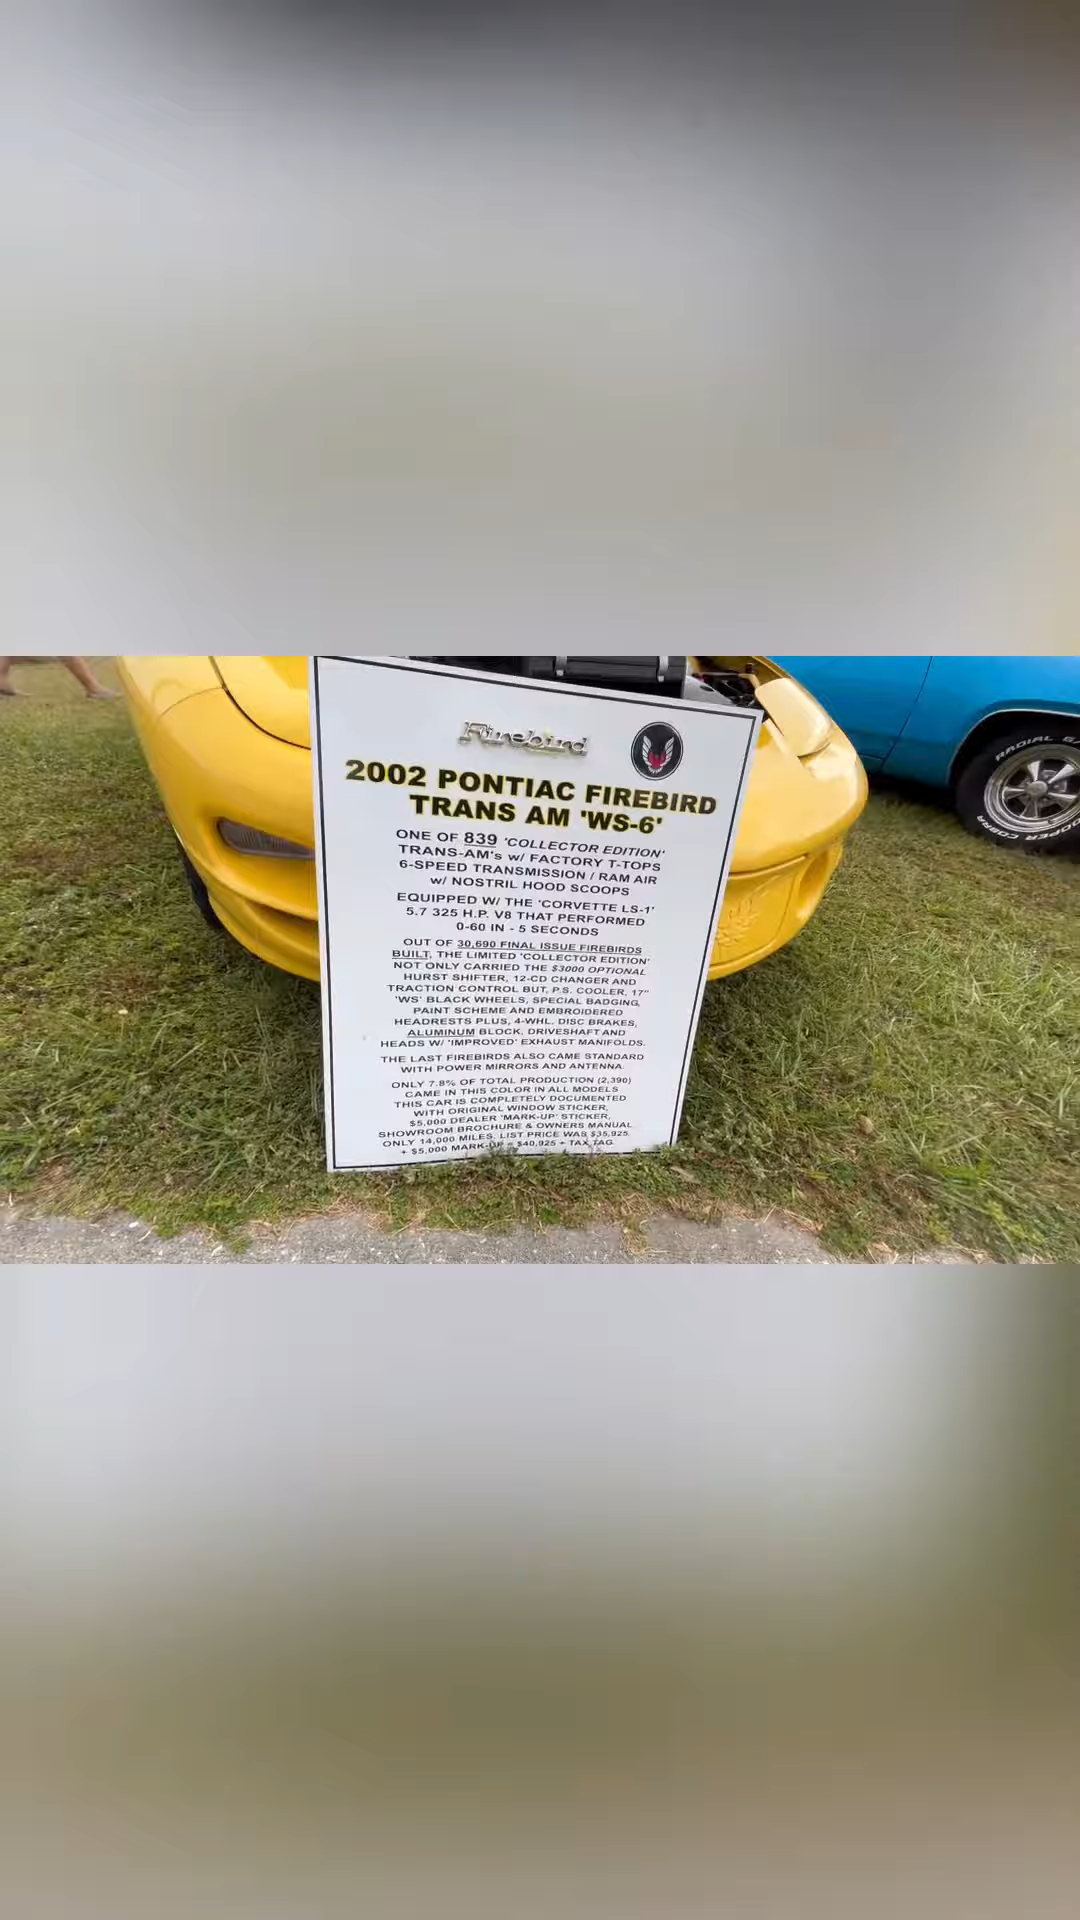 Firebird
2002 PONTIAC FIREBIRD
TRANS AM 'WS-6'
ONE OF 839 'COLLECTOR EDITION'
TRANS-AM's w/ FACTORY T-TOPS
6-SPEED TRANSMISSION / RAM AIR
w/ NOSTRIL HOOD SCOOPS
EQUIPPED W/ THE 'CORVETTE LS-1'
5.7 325 H.P. V8 THAT PERFORMED
0-60 IN - 5 SECONDS
OUT OF 30,690 FINAL ISSUE FIREBIRDS
BUILT, THE LIMITED 'COLLECTOR EDITION'
NOT ONLY CARRIED THE $3000 OPTIONAL
HURST SHIFTER, 12-CD CHANGER AND
TRACTION CONTROL BUT, P.S. COOLER, 17"
'WS' BLACK WHEELS, SPECIAL BADGING,
PAINT SCHEME AND EMBROIDERED
HEADRESTS PLUS, 4-WHL. DISC BRAKES,
ALUMINUM BLOCK, DRIVESHAFT AND
HEADS W/ 'IMPROVED' EXHAUST MANIFOLDS.
THE LAST FIREBIRDS ALSO CAME STANDARD
WITH POWER MIRRORS AND ANTENNA.
ONLY 7.8% OF TOTAL PRODUCTION (2,390)
CAME IN THIS COLOR IN ALL MODELS
THIS CAR IS COMPLETELY DOCUMENTED
WITH ORIGINAL WINDOW STICKER,
$5,000 DEALER 'MARK-UP' STICKER,
SHOWROOM BROCHURE & OWNERS MANUAL
ONLY 14,000 MILES. LIST PRICE WAS $35,925.
+ $5,000 MARK-UP = $40,925 + TAX TAG
RADIAL
COOPER COBRA